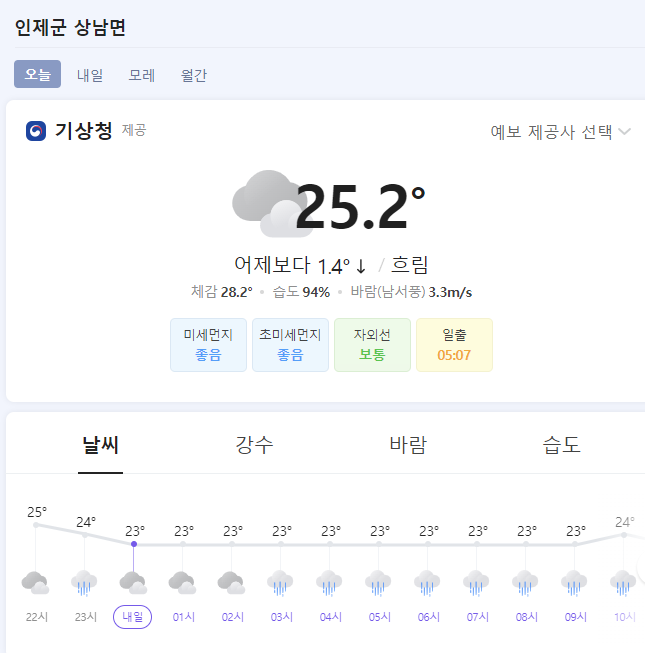 인제군 상남면
오늘 내일 모레 월간
기상청 제공 예보 제공사 선택
25.2°
어제보다 1.4° ↓ / 흐림
체감 28.2° 습도 94% 바람(남서풍) 3.3m/s
미세먼지 초미세먼지 자외선 일출
좋음 좋음 보통 05:07
날씨 강수 바람 습도
25° 24° 23° 23° 23° 23° 23° 23° 23° 23° 23° 23° 24°
22시 23시 내일 01시 02시 03시 04시 05시 06시 07시 08시 09시 10시